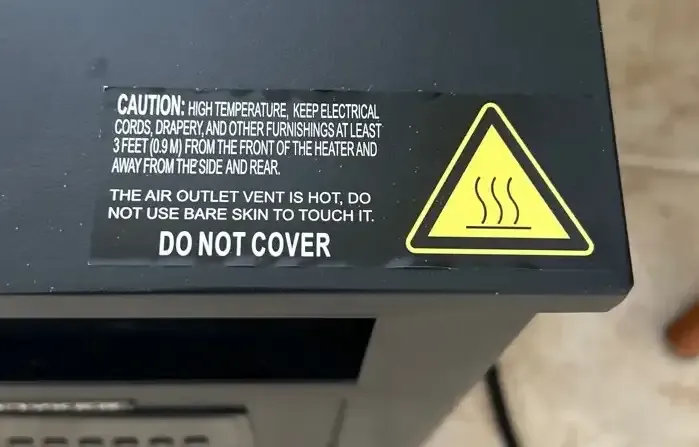 CAUTION: HIGH TEMPERATURE, KEEP ELECTRICAL
CORDS, DRAPERY, AND OTHER FURNISHINGS AT LEAST
3 FEET (0.9 M) FROM THE FRONT OF THE HEATER AND
AWAY FROM THE SIDE AND REAR.
THE AIR OUTLET VENT IS HOT, DO
NOT USE BARE SKIN TO TOUCH IT.
DO NOT COVER